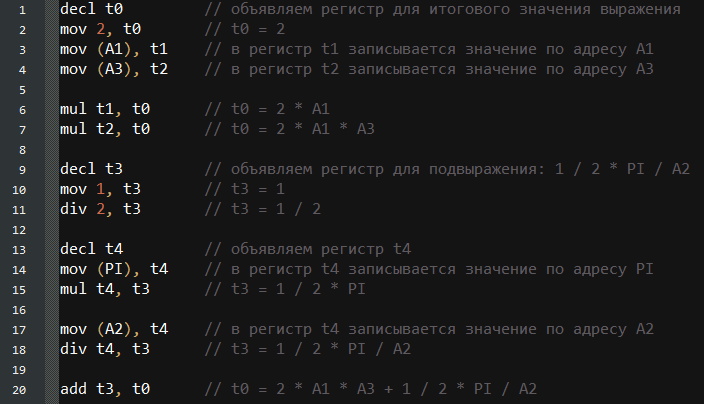 1 decl t0 // объявляем регистр для итогового значения выражения
2 mov 2, t0 // t0 = 2
3 mov (A1), t1 // в регистр t1 записывается значение по адресу A1
4 mov (A3), t2 // в регистр t2 записывается значение по адресу A3
5
6 mul t1, t0 // t0 = 2 * A1
7 mul t2, t0 // t0 = 2 * A1 * A3
8
9 decl t3 // объявляем регистр для подвыражения: 1 / 2 * PI / A2
10 mov 1, t3 // t3 = 1
11 div 2, t3 // t3 = 1 / 2
12
13 decl t4 // объявляем регистр t4
14 mov (PI), t4 // в регистр t4 записывается значение по адресу PI
15 mul t4, t3 // t3 = 1 / 2 * PI
16
17 mov (A2), t4 // в регистр t4 записывается значение по адресу A2
18 div t4, t3 // t3 = 1 / 2 * PI / A2
19
20 add t3, t0 // t0 = 2 * A1 * A3 + 1 / 2 * PI / A2